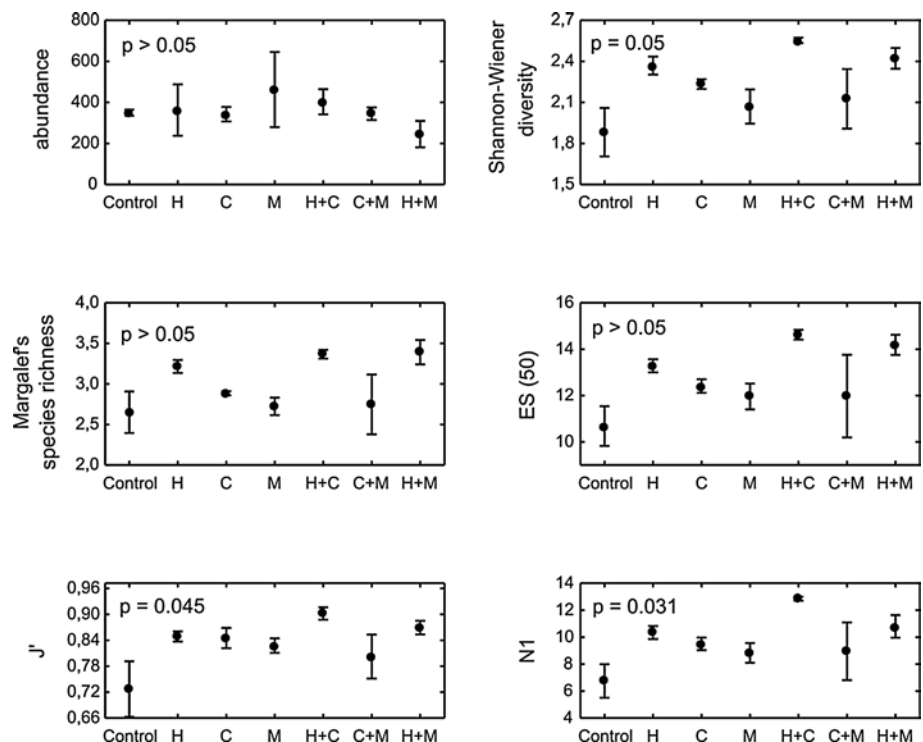 800
600
400
200
0
p > 0.05
abundance
Control H C M H+C C+M H+M
2,7
2,4
2,1
1,8
1,5
p = 0.05
Shannon-Wiener
diversity
Control H C M H+C C+M H+M
4,0
3,5
3,0
2,5
2,0
p > 0.05
Margalef's
species richness
Control H C M H+C C+M H+M
16
14
12
10
p > 0.05
ES (50)
Control H C M H+C C+M H+M
0,96
0,90
0,84
0,78
0,72
0,66
p = 0.045
J'
Control H C M H+C C+M H+M
14
13
12
10
8
6
4
p = 0.031
N1
Control H C M H+C C+M H+M